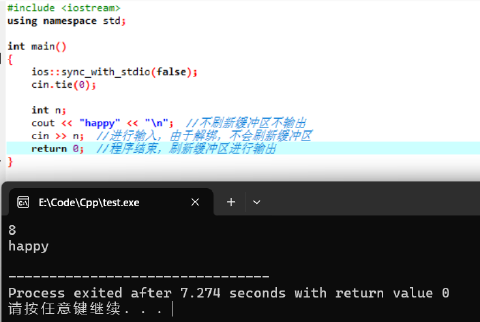 #include <iostream>
using namespace std;
int main()
{
ios::sync_with_stdio(false);
cin.tie(0);
int n;
cout << "happy" << "\n"; //不刷新缓冲区不输出
cin >> n; //进行输入，由于解绑，不会刷新缓冲区
return 0; //程序结束，刷新缓冲区进行输出
}
E:\Code\Cpp\test.exe
8
happy
--------------------------------
Process exited after 7.274 seconds with return value 0
请按任意键继续. . .